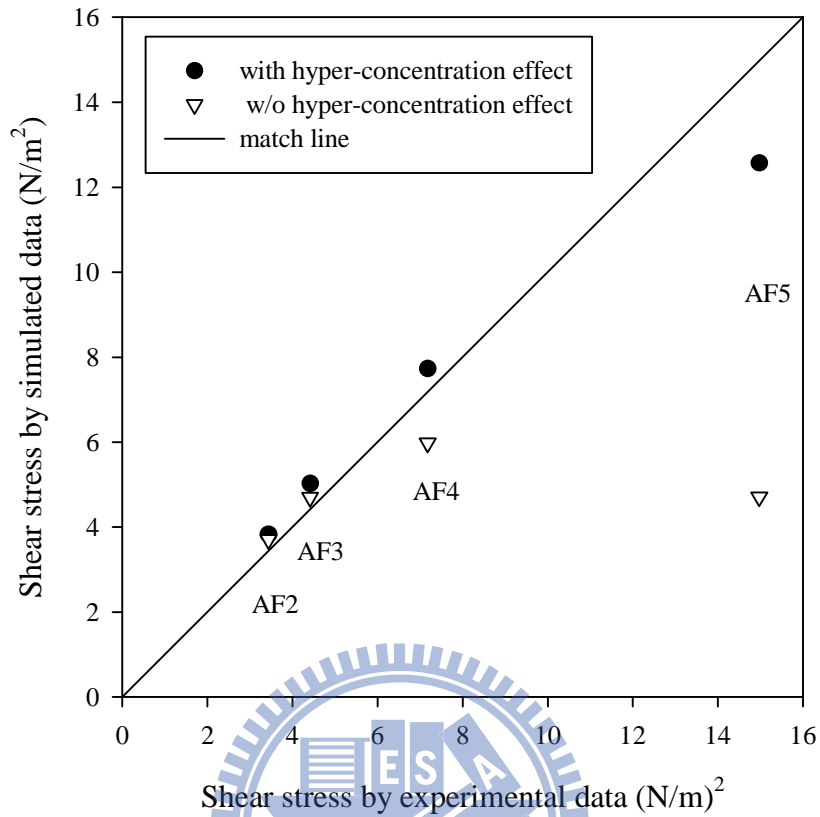 16
14
12
10
8
6
4
2
0
Shear stress by simulated data (N/m²)
with hyper-concentration effect
w/o hyper-concentration effect
match line
AF5
AF4
AF3
AF2
0 2 4 6 8 10 12 14 16
E S A
Shear stress by experimental data (N/m)²